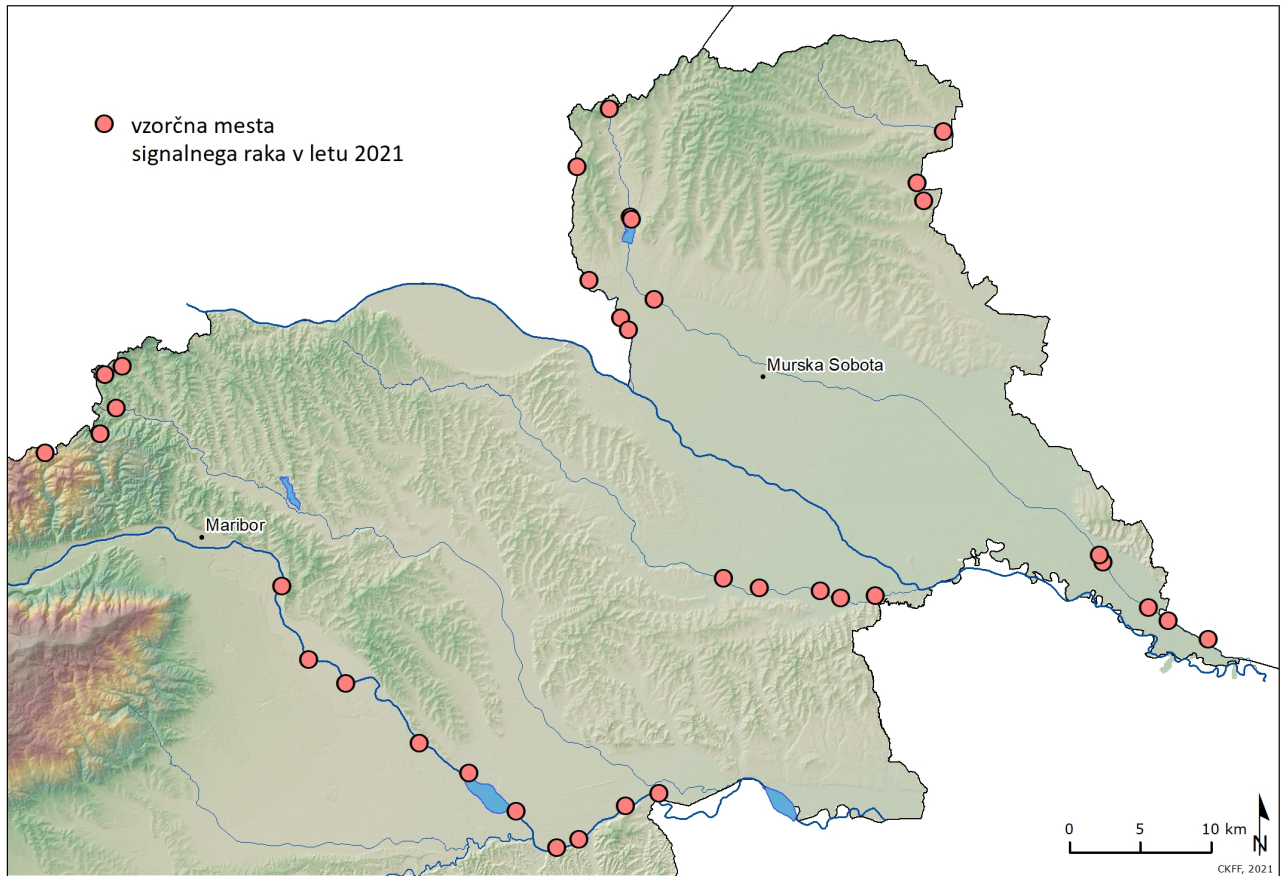 vzorčna mesta
signalnega raka v letu 2021
Murska Sobota
Maribor
0 5 10 km
N
CKFF, 2021